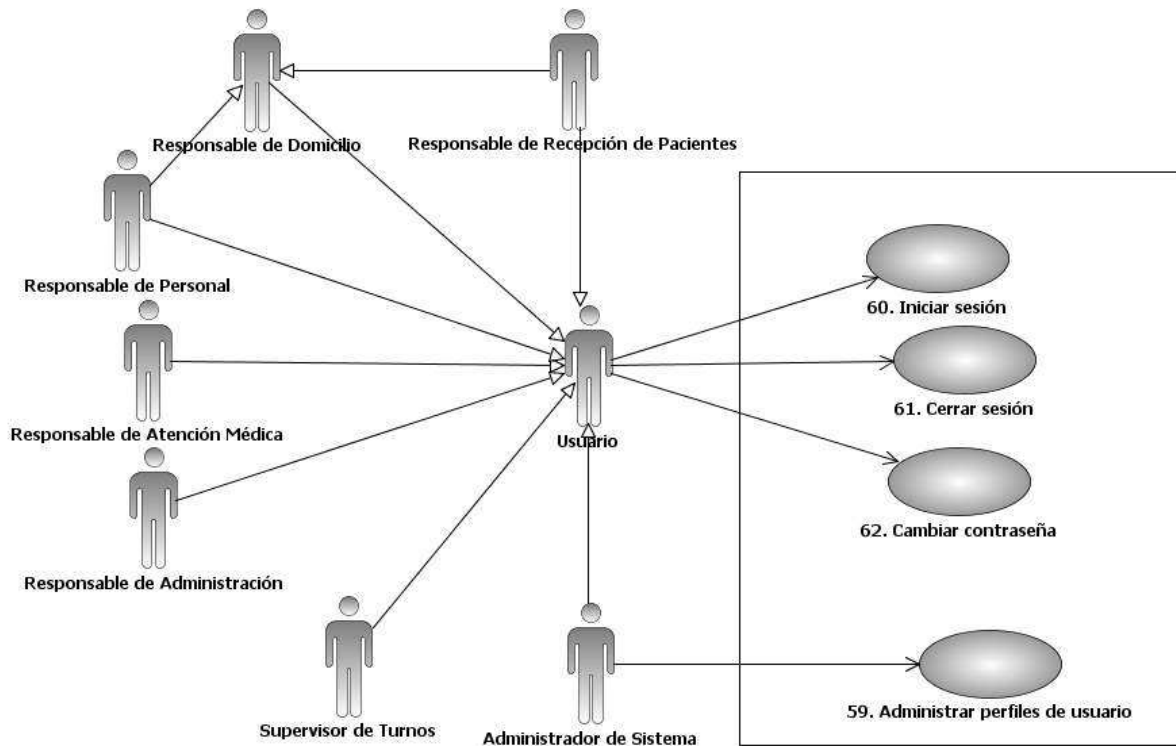 Responsable de Domicilio
Responsable de Recepción de Pacientes
Responsable de Personal
60. Iniciar sesión
61. Cerrar sesión
Responsable de Atención Médica
Usuario
62. Cambiar contraseña
Responsable de Administración
59. Administrar perfiles de usuario
Supervisor de Turnos
Administrador de Sistema